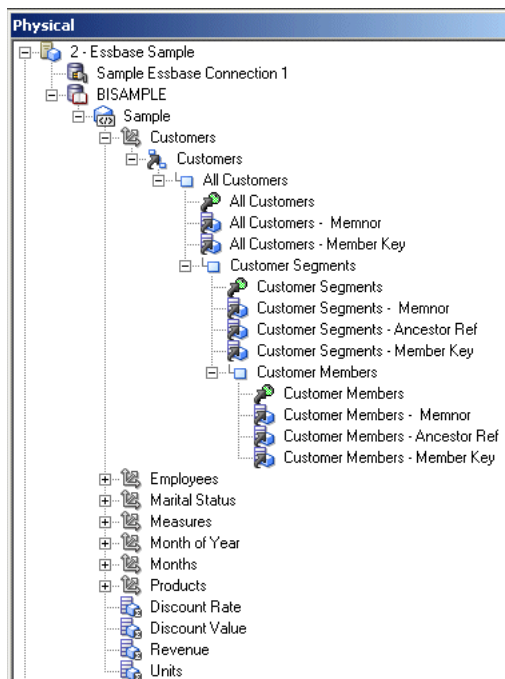 Physical
2 - Essbase Sample
Sample Essbase Connection 1
BISAMPLE
Sample
Customers
Customers
All Customers
All Customers
All Customers - Memnor
All Customers - Member Key
Customer Segments
Customer Segments
Customer Segments - Memnor
Customer Segments - Ancestor Ref
Customer Segments - Member Key
Customer Members
Customer Members
Customer Members - Memnor
Customer Members - Ancestor Ref
Customer Members - Member Key
Employees
Marital Status
Measures
Month of Year
Months
Products
Discount Rate
Discount Value
Revenue
Units